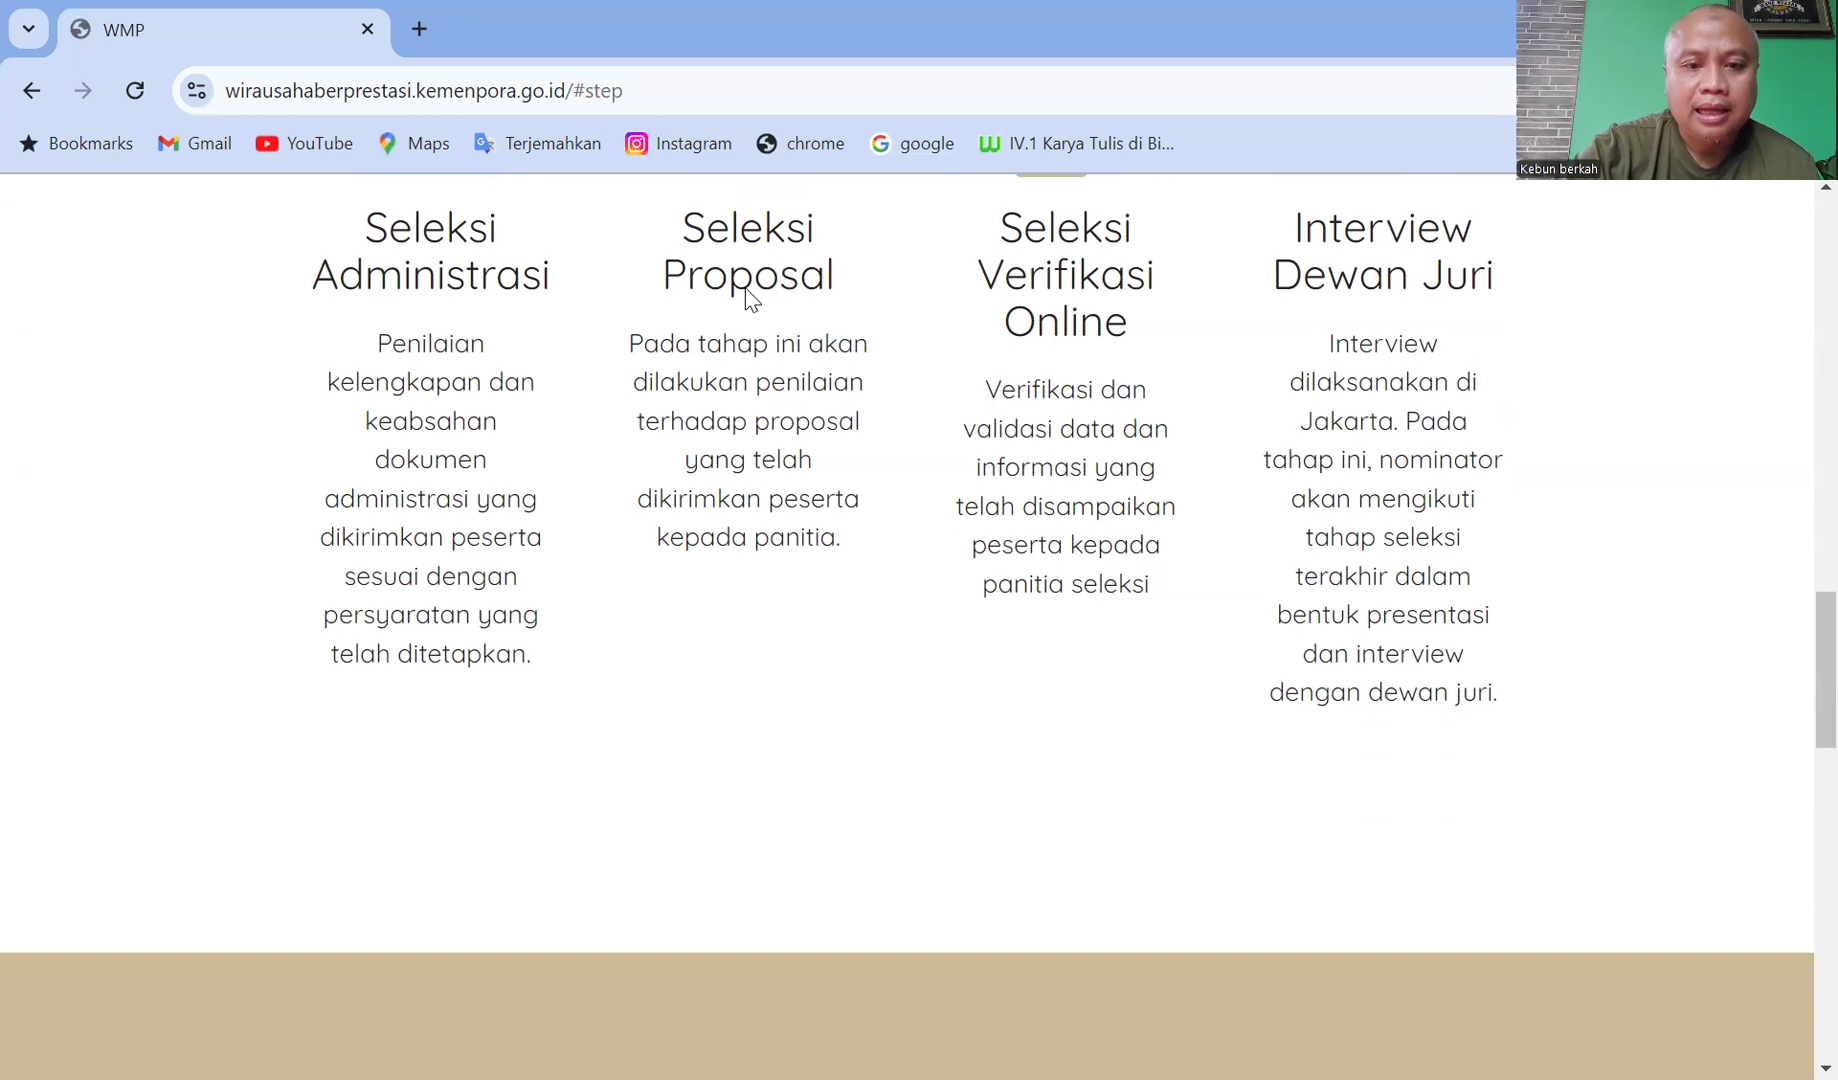 WMP
wirausahaberprestasi.kemenpora.go.id/#step
Bookmarks Gmail YouTube Maps Terjemahkan Instagram chrome google IV.1 Karya Tulis di Bi...
Kebun berkah
Seleksi
Administrasi
Penilaian
kelengkapan dan
keabsahan
dokumen
administrasi yang
dikirimkan peserta
sesuai dengan
persyaratan yang
telah ditetapkan.
Seleksi
Proposal
Pada tahap ini akan
dilakukan penilaian
terhadap proposal
yang telah
dikirimkan peserta
kepada panitia.
Seleksi
Verifikasi
Online
Verifikasi dan
validasi data dan
informasi yang
telah disampaikan
peserta kepada
panitia seleksi
Interview
Dewan Juri
Interview
dilaksanakan di
Jakarta. Pada
tahap ini, nominator
akan mengikuti
tahap seleksi
terakhir dalam
bentuk presentasi
dan interview
dengan dewan juri.